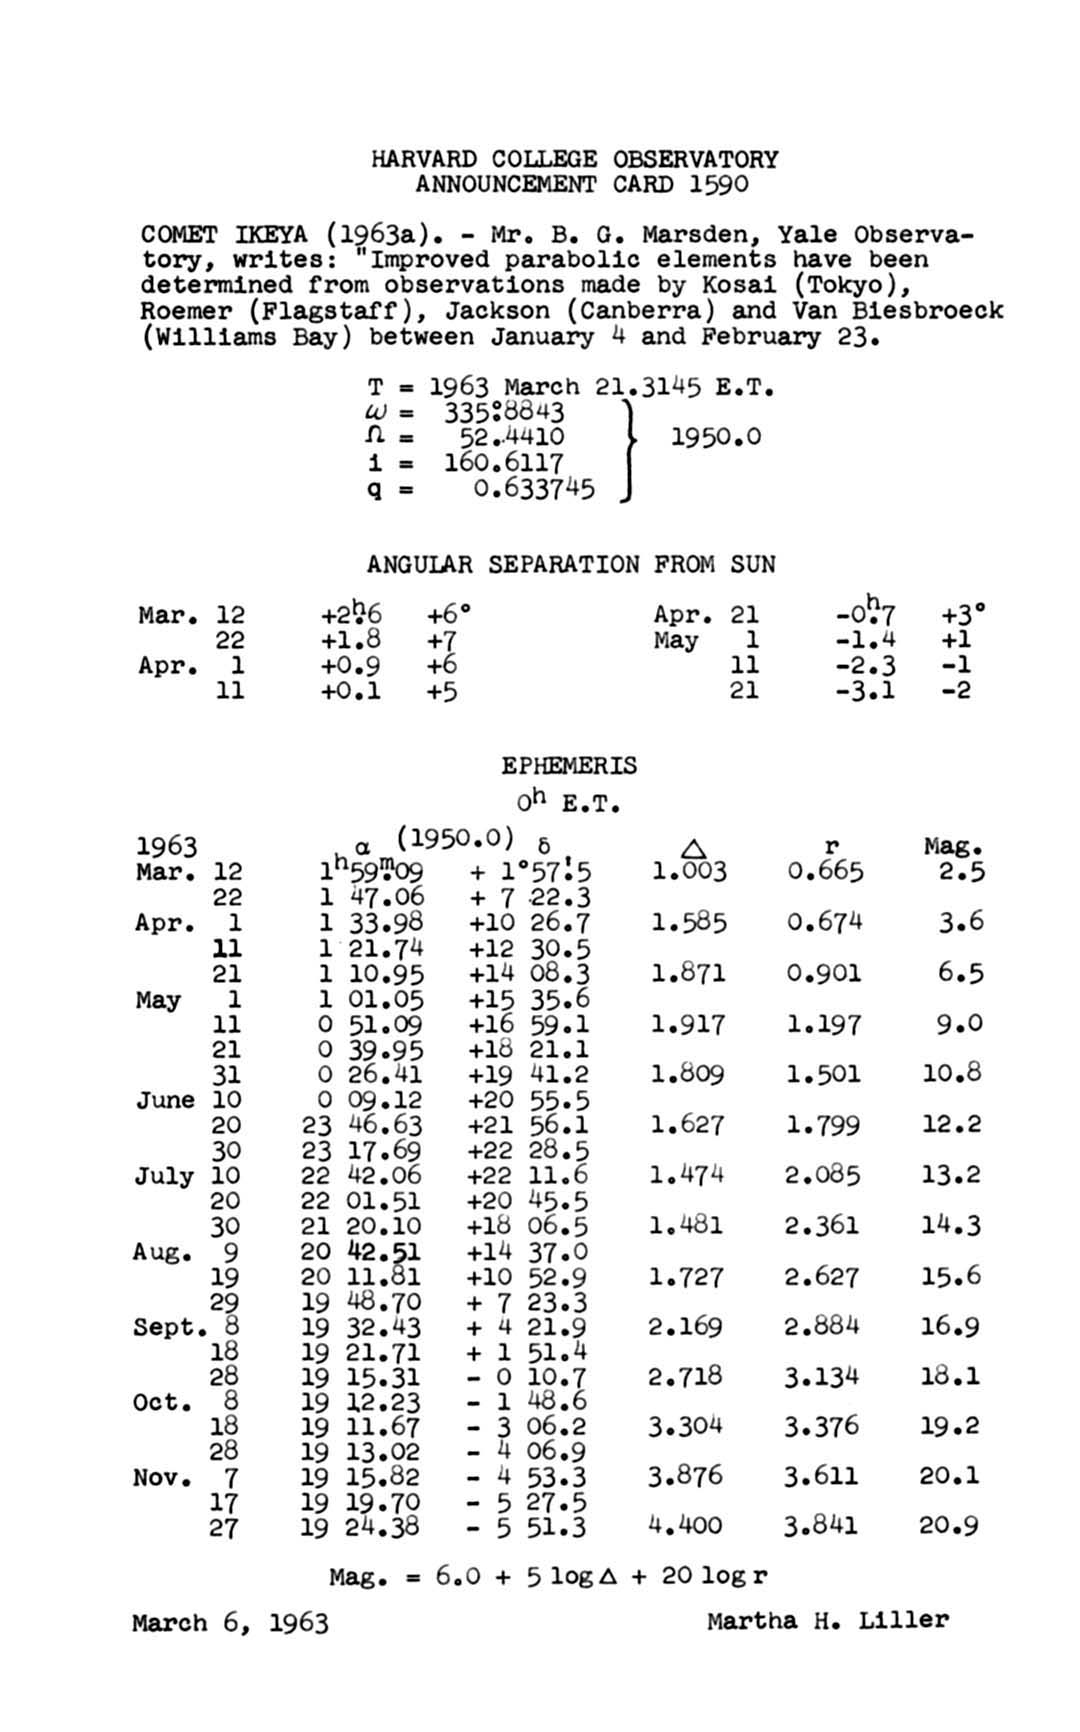 HARVARD COLLEGE OBSERVATORY
ANNOUNCEMENT CARD 1590
COMET IKEYA (1963a). - Mr. B. G. Marsden, Yale Observa-
tory, writes: "Improved parabolic elements have been
determined from observations made by Kosai (Tokyo),
Roemer (Flagstaff), Jackson (Canberra) and Van Biesbroeck
(Williams Bay) between January 4 and February 23.
T = 1963 March 21.3145 E.T.
ω = 335°.8843
Ω = 52.4410 1950.0
i = 160.6117
q = 0.633745
ANGULAR SEPARATION FROM SUN
Mar. 12 +2ʰ.6 +6° Apr. 21 -0ʰ.7 +3°
22 +1.8 +7 May 1 -1.4 +1
Apr. 1 +0.9 +6 11 -2.3 -1
11 +0.1 +5 21 -3.1 -2
EPHEMERIS
0ʰ E.T.
1963 α (1950.0) δ Δ r Mag.
Mar. 12 1ʰ59ᵐ.09 + 1°57'.5 1.003 0.665 2.5
22 1 47.06 + 7 22.3
Apr. 1 1 33.98 +10 26.7 1.585 0.674 3.6
11 1 21.74 +12 30.5
21 1 10.95 +14 08.3 1.871 0.901 6.5
May 1 1 01.05 +15 35.6
11 0 51.09 +16 59.1 1.917 1.197 9.0
21 0 39.95 +18 21.1
31 0 26.41 +19 41.2 1.809 1.501 10.8
June 10 0 09.12 +20 55.5
20 23 46.63 +21 56.1 1.627 1.799 12.2
30 23 17.69 +22 28.5
July 10 22 42.06 +22 11.6 1.474 2.085 13.2
20 22 01.51 +20 45.5
30 21 20.10 +18 06.5 1.481 2.361 14.3
Aug. 9 20 42.51 +14 37.0
19 20 11.81 +10 52.9 1.727 2.627 15.6
29 19 48.70 + 7 23.3
Sept. 8 19 32.43 + 4 21.9 2.169 2.884 16.9
18 19 21.71 + 1 51.4
28 19 15.31 - 0 10.7 2.718 3.134 18.1
Oct. 8 19 12.23 - 1 48.6
18 19 11.67 - 3 06.2 3.304 3.376 19.2
28 19 13.02 - 4 06.9
Nov. 7 19 15.82 - 4 53.3 3.876 3.611 20.1
17 19 19.70 - 5 27.5
27 19 24.38 - 5 51.3 4.400 3.841 20.9
Mag. = 6.0 + 5 log Δ + 20 log r
March 6, 1963 Martha H. Liller